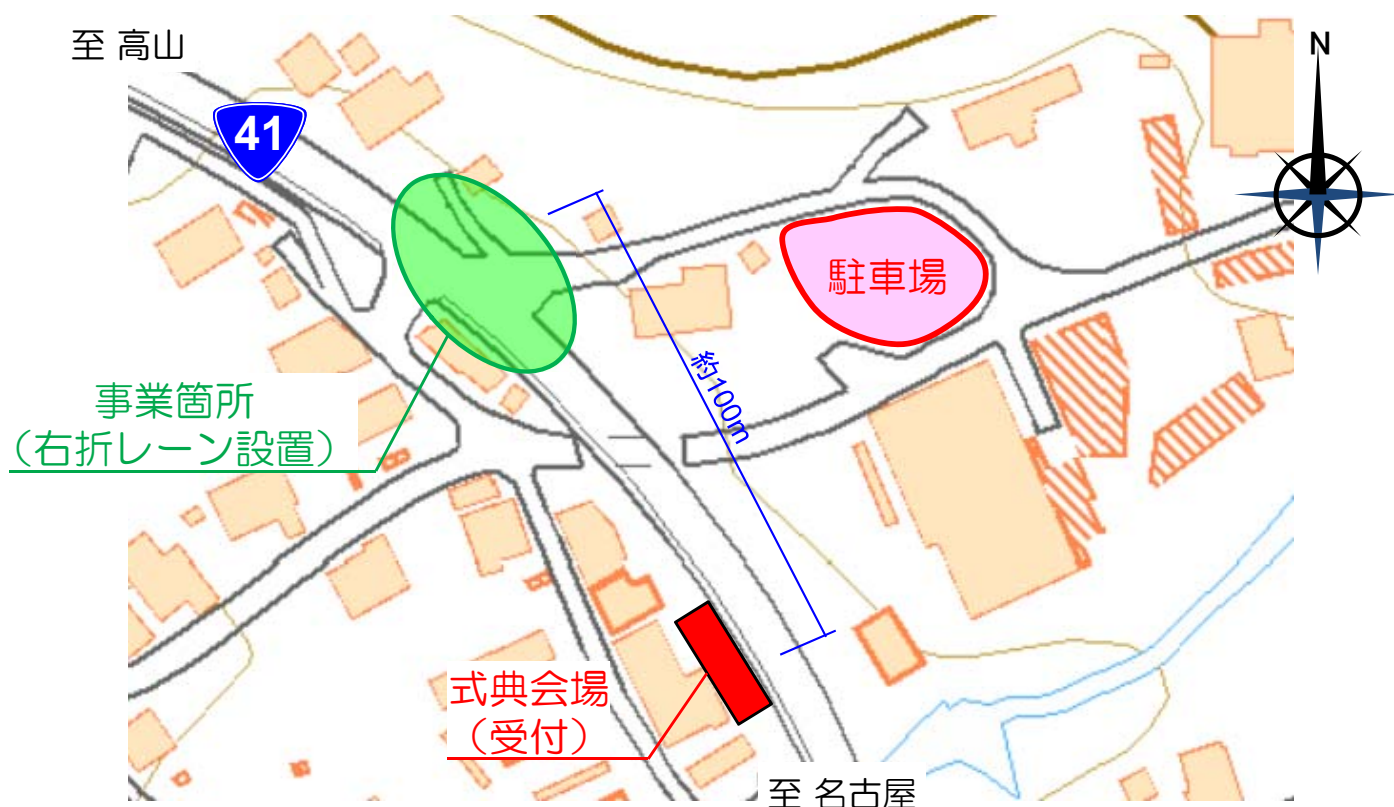 至 高山
N
41
駐車場
約100m
事業箇所
（右折レーン設置）
式典会場
（受付）
至 名古屋